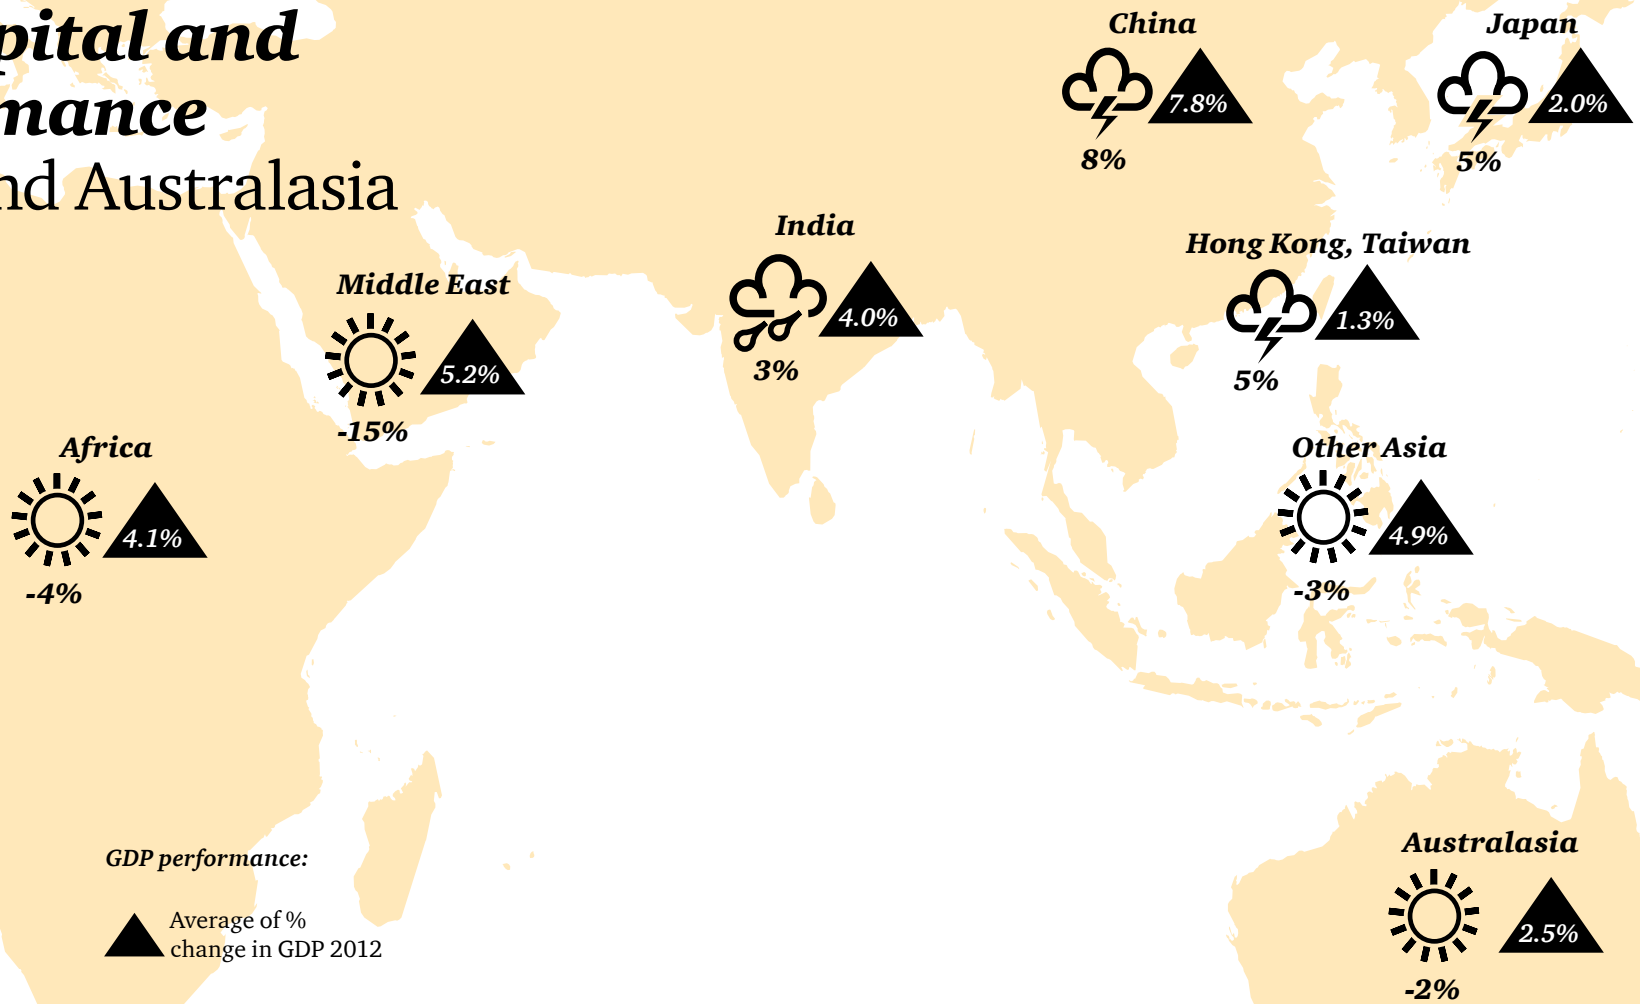 pital and
mance
nd Australasia
China
7.8%
8%
Japan
2.0%
5%
India
4.0%
3%
Hong Kong, Taiwan
1.3%
5%
Middle East
5.2%
-15%
Africa
4.1%
-4%
Other Asia
4.9%
-3%
Australasia
2.5%
-2%
GDP performance:
Average of %
change in GDP 2012